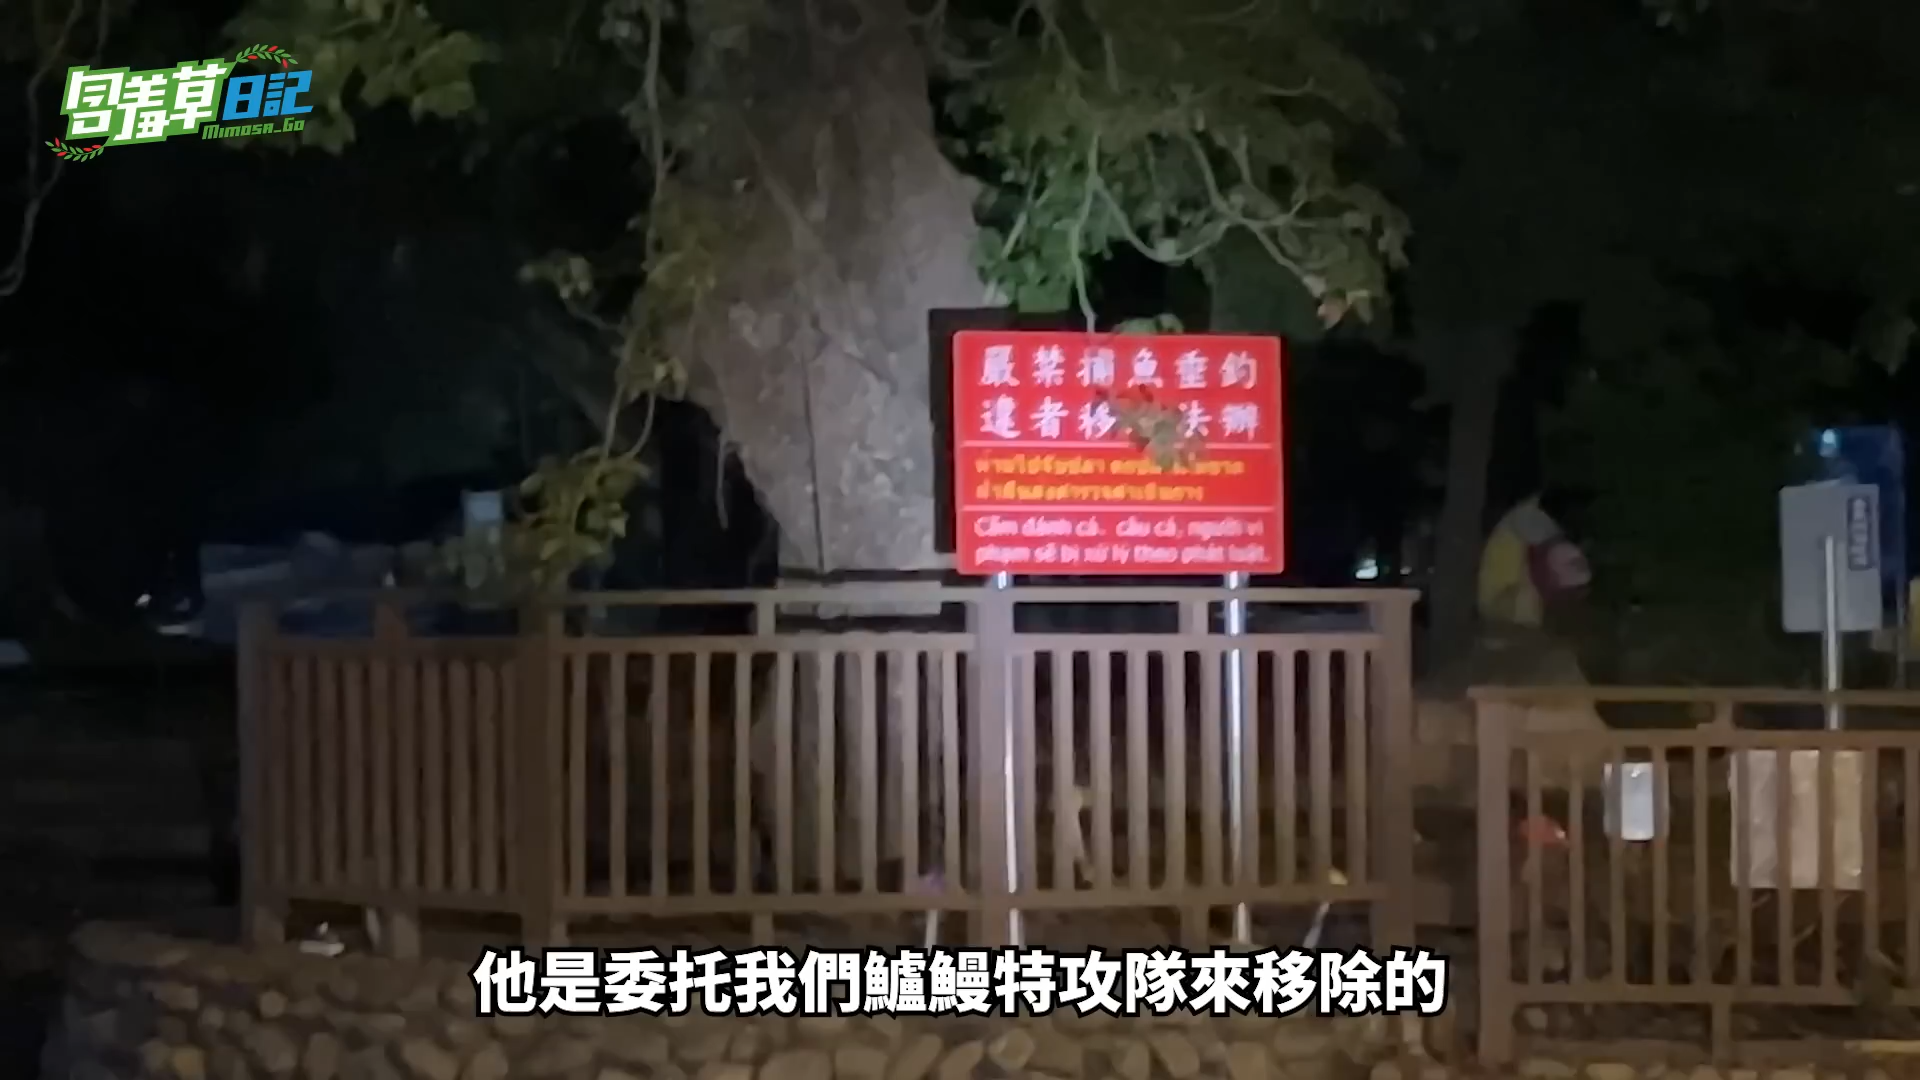 含羞草日記
Mimosa_Go
嚴禁捕魚垂釣
違者移 法辦
Cấm đánh cá、câu cá, người vi
phạm sẽ bị xử lý theo pháp luật.
他是委托我們鱸鰻特攻隊來移除的